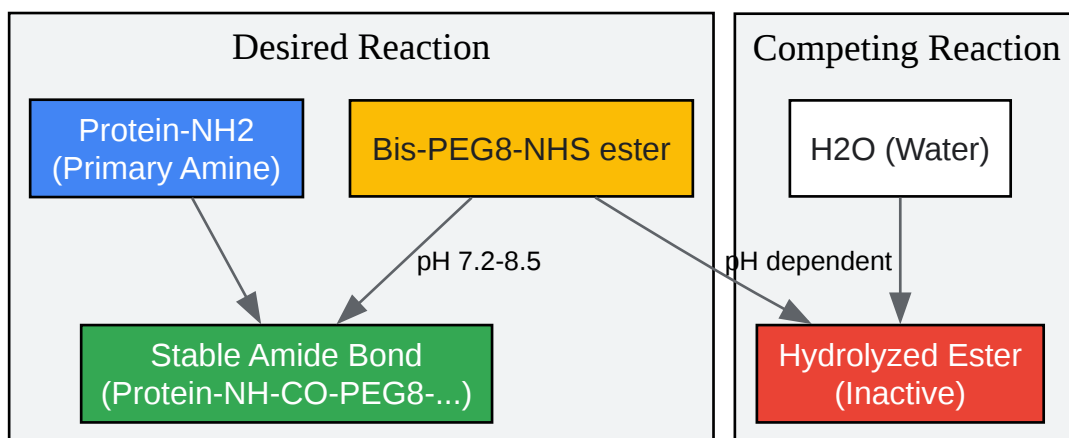 Desired Reaction
Competing Reaction
Protein-NH2
(Primary Amine)
Bis-PEG8-NHS ester
H2O (Water)
pH 7.2-8.5
pH dependent
Stable Amide Bond
(Protein-NH-CO-PEG8-...)
Hydrolyzed Ester
(Inactive)